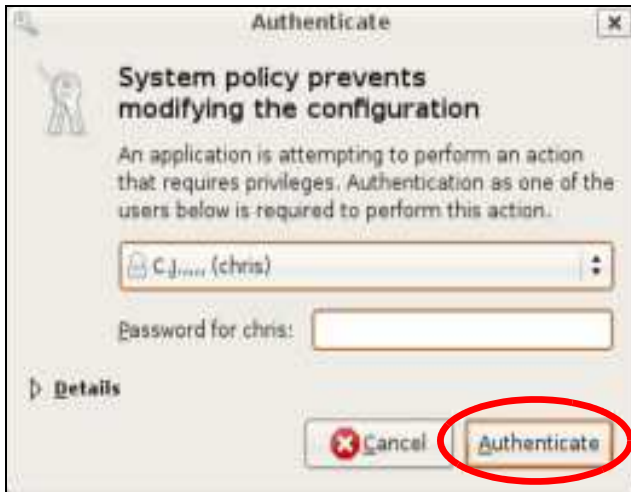 Authenticate
System policy prevents
modifying the configuration
An application is attempting to perform an action
that requires privileges. Authentication as one of the
users below is required to perform this action.
C.J.,,,, (chris)
Password for chris:
Details
Cancel
Authenticate